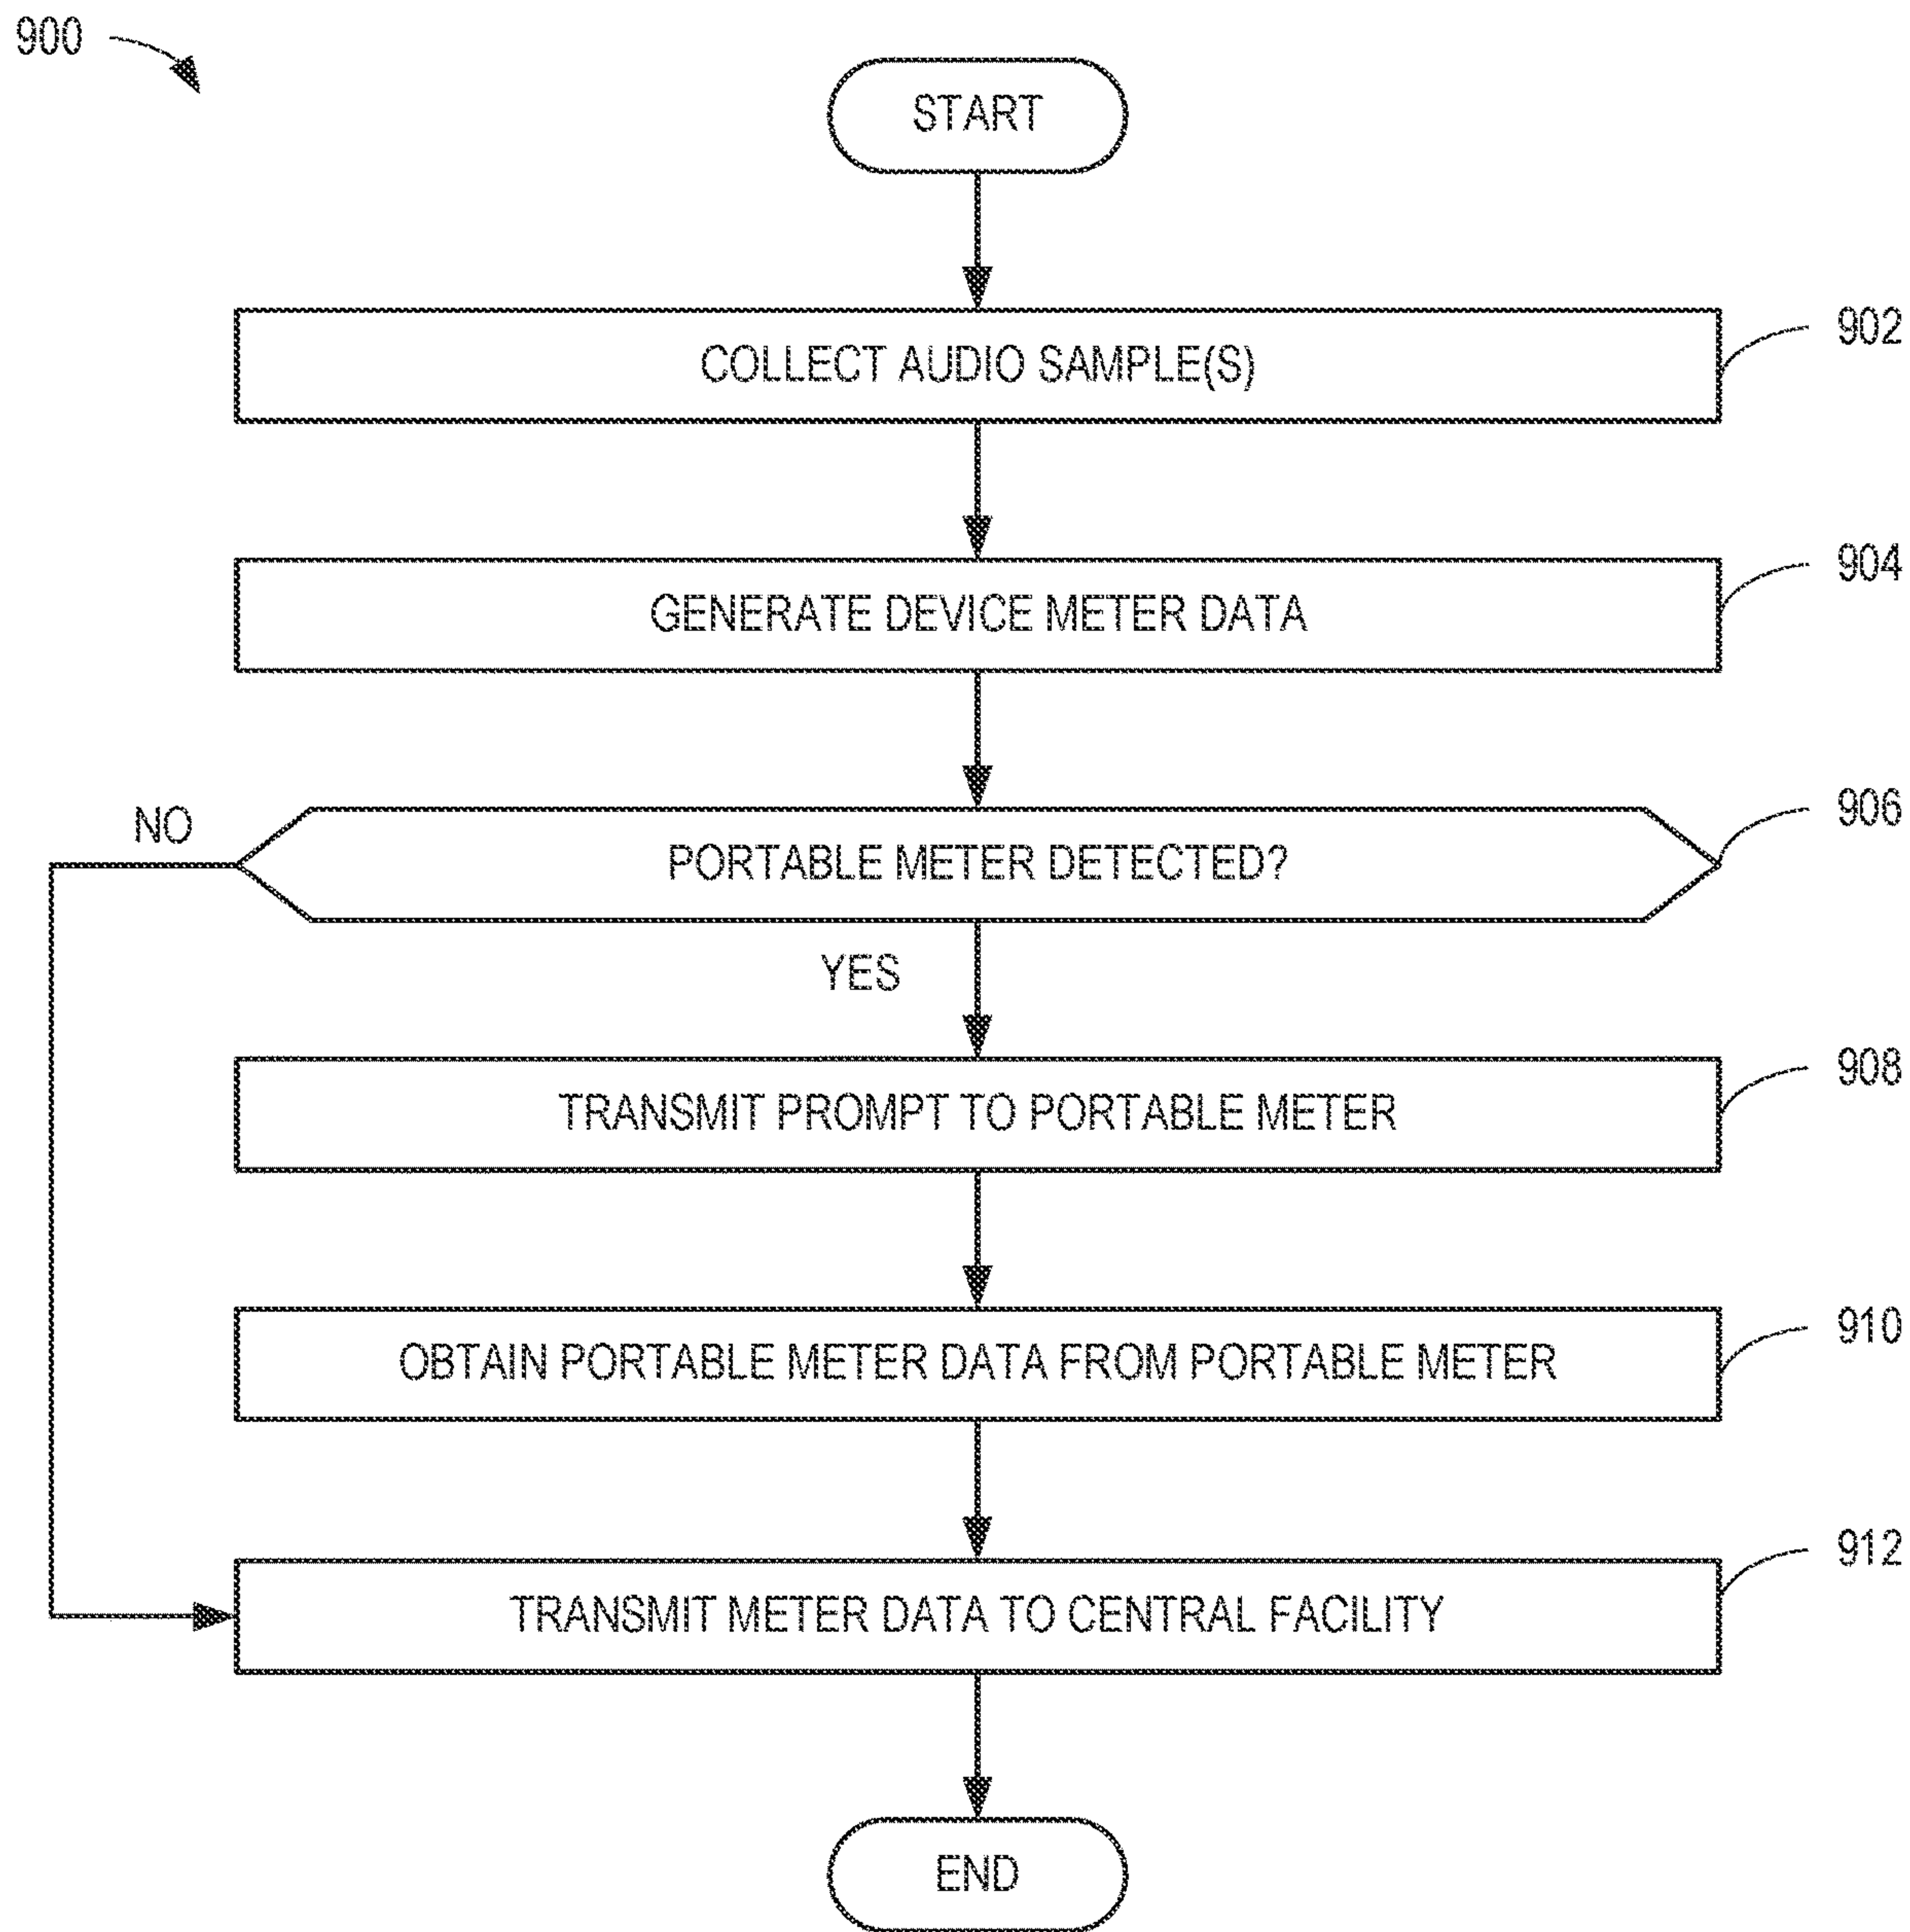 900
START
COLLECT AUDIO SAMPLE(S)
902
GENERATE DEVICE METER DATA
904
NO
PORTABLE METER DETECTED?
906
YES
TRANSMIT PROMPT TO PORTABLE METER
908
OBTAIN PORTABLE METER DATA FROM PORTABLE METER
910
TRANSMIT METER DATA TO CENTRAL FACILITY
912
END